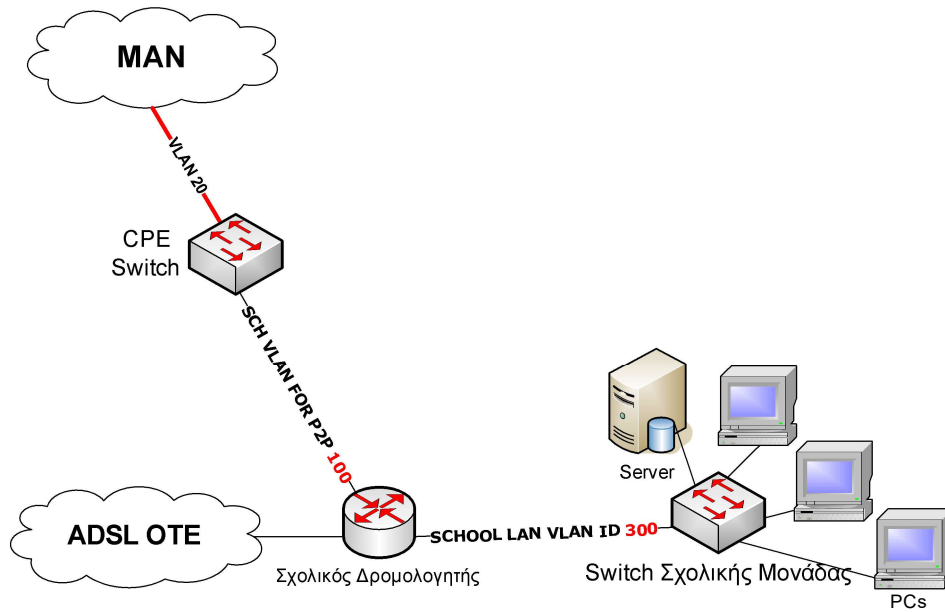 MAN
VLAN 20
CPE
Switch
SCH VLAN FOR P2P 100
Server
ADSL OTE
SCHOOL LAN VLAN ID 300
Σχολικός Δρομολογητής
Switch Σχολικής Μονάδας
PCs